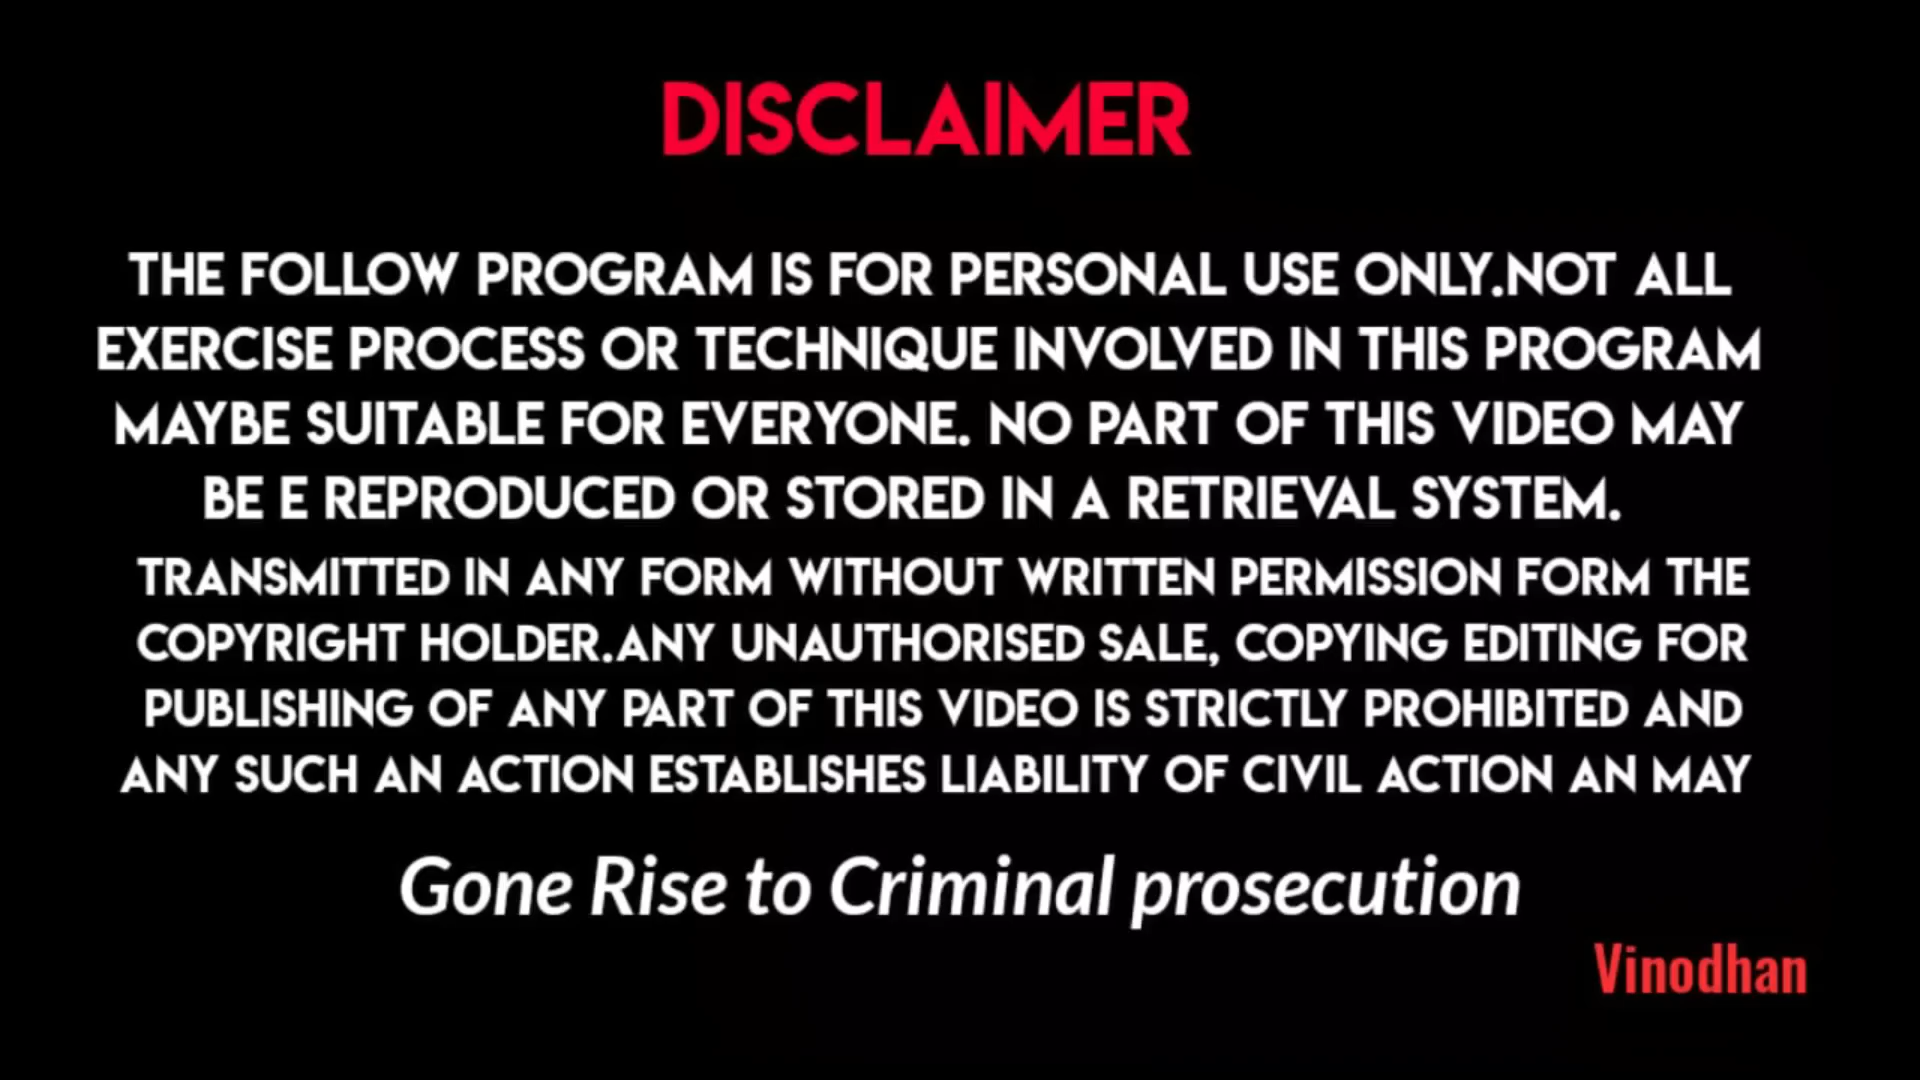 DISCLAIMER
THE FOLLOW PROGRAM IS FOR PERSONAL USE ONLY.NOT ALL
EXERCISE PROCESS OR TECHNIQUE INVOLVED IN THIS PROGRAM
MAYBE SUITABLE FOR EVERYONE. NO PART OF THIS VIDEO MAY
BE E REPRODUCED OR STORED IN A RETRIEVAL SYSTEM.
TRANSMITTED IN ANY FORM WITHOUT WRITTEN PERMISSION FORM THE
COPYRIGHT HOLDER.ANY UNAUTHORISED SALE, COPYING EDITING FOR
PUBLISHING OF ANY PART OF THIS VIDEO IS STRICTLY PROHIBITED AND
ANY SUCH AN ACTION ESTABLISHES LIABILITY OF CIVIL ACTION AN MAY
Gone Rise to Criminal prosecution
Vinodhan